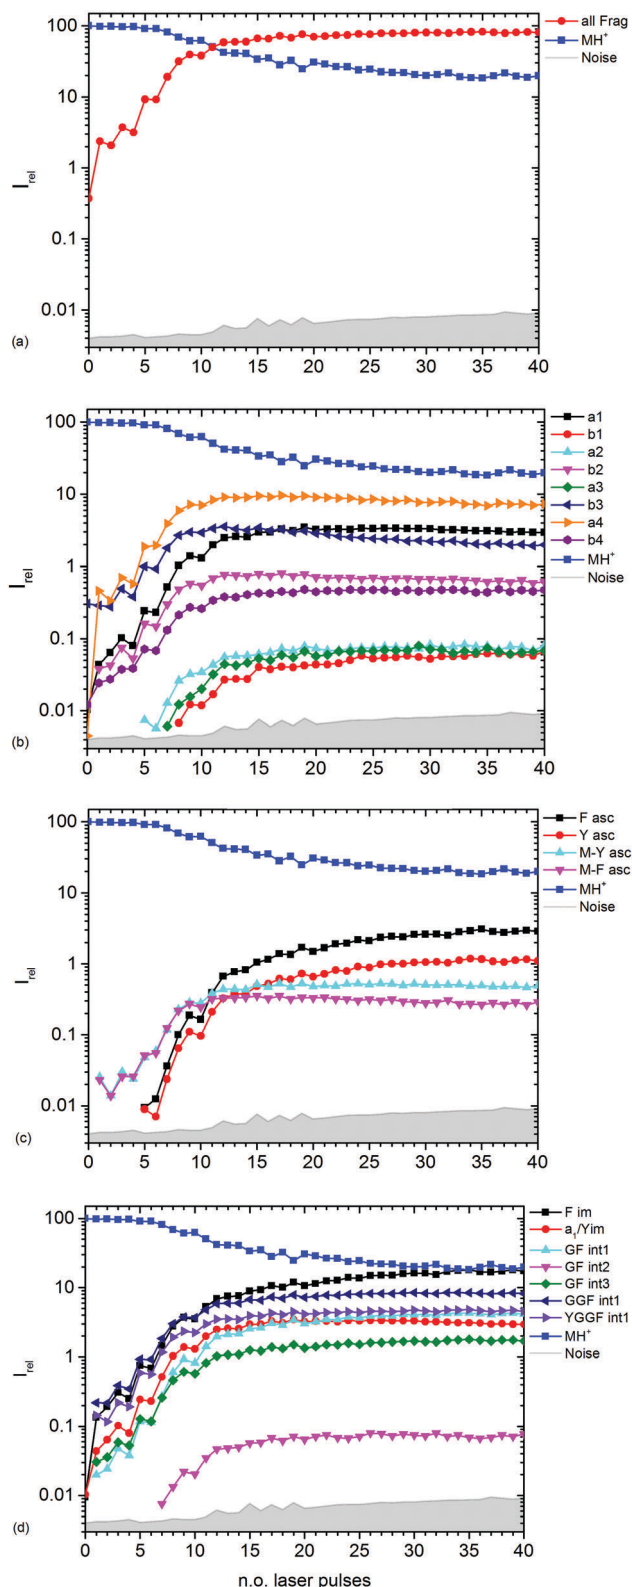 100
10
1
0.1
0.01
I_rel
all Frag
MH⁺
Noise
(a)
0 5 10 15 20 25 30 35 40
100
10
1
0.1
0.01
I_rel
a1
b1
a2
b2
a3
b3
a4
b4
MH⁺
Noise
(b)
0 5 10 15 20 25 30 35 40
100
10
1
0.1
0.01
I_rel
F asc
Y asc
M-Y asc
M-F asc
MH⁺
Noise
(c)
0 5 10 15 20 25 30 35 40
100
10
1
0.1
0.01
I_rel
F im
a₁/Yim
GF int1
GF int2
GF int3
GGF int1
YGGF int1
MH⁺
Noise
(d)
0 5 10 15 20 25 30 35 40
n.o. laser pulses